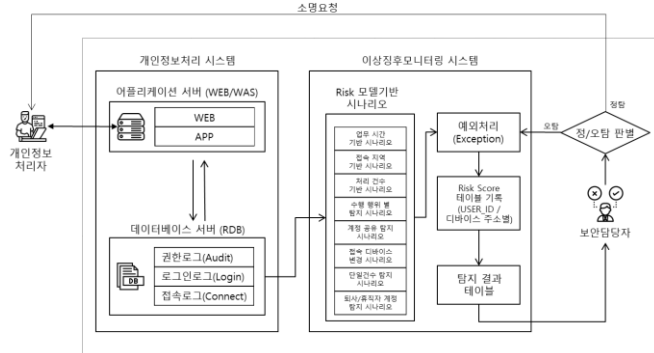 소명요청
개인정보처리 시스템
어플리케이션 서버 (WEB/WAS)
WEB
APP
개인정보
처리자
데이터베이스 서버 (RDB)
DB
권한로그(Audit)
로그인로그(Login)
접속로그(Connect)
이상징후모니터링 시스템
Risk 모델기반
시나리오
업무 시간
기반 시나리오
접속 지역
기반 시나리오
처리 건수
기반 시나리오
수행 행위 별
탐지 시나리오
계정 공유 탐지
시나리오
접속 디바이스
변경 시나리오
단일건수 탐지
시나리오
퇴사/휴직자 계정
탐지 시나리오
예외처리
(Exception)
Risk Score
테이블 기록
(USER_ID /
디바이스 주소별)
탐지 결과
테이블
오탐
정탐
정/오탐 판별
보안담당자